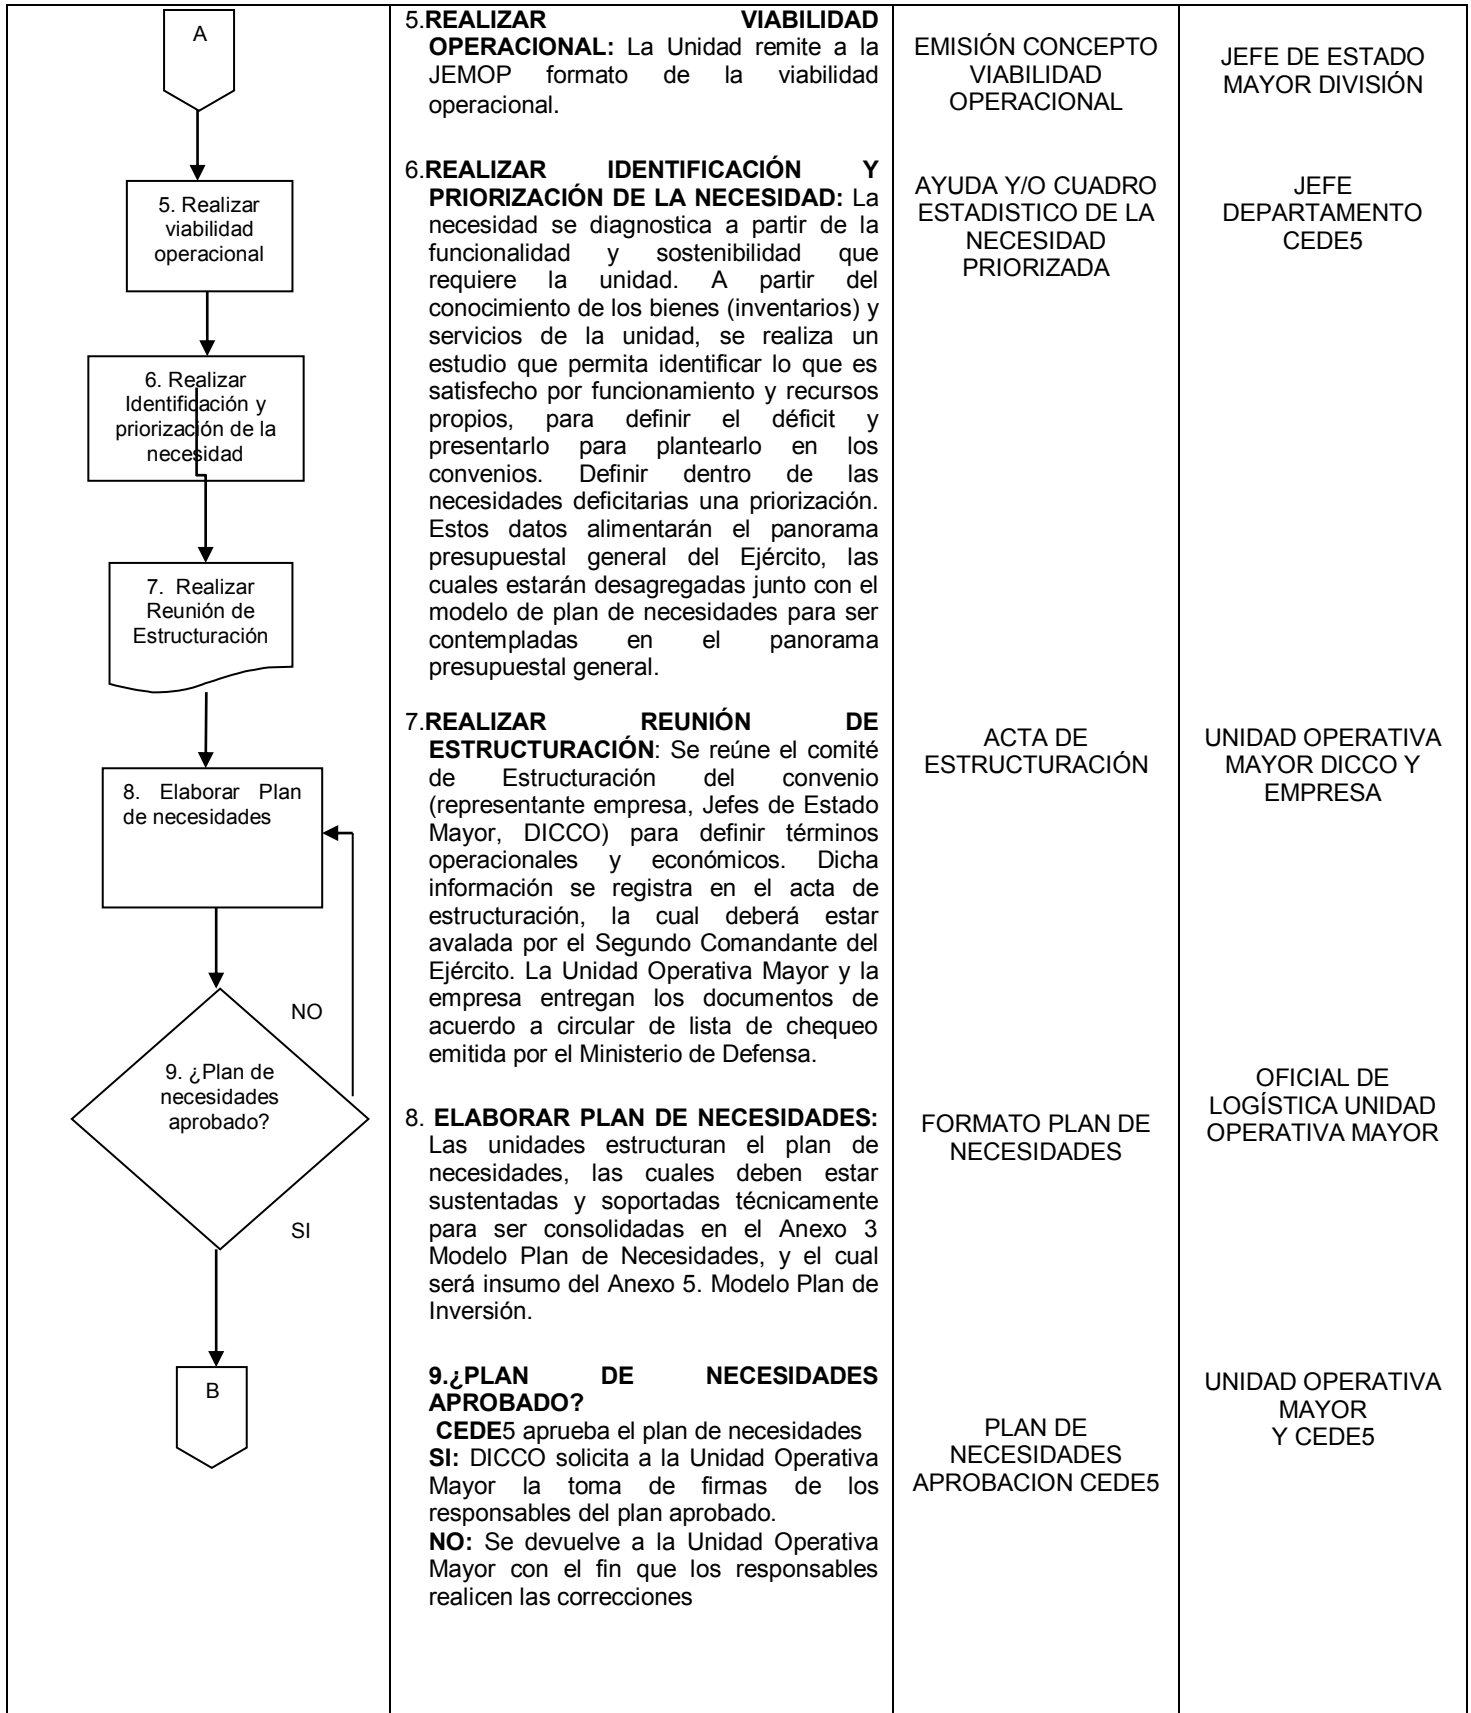 A
5. Realizar
viabilidad
operacional
6. Realizar
Identificación y
priorización de la
necesidad
7. Realizar
Reunión de
Estructuración
8. Elaborar Plan
de necesidades
NO
9. ¿Plan de
necesidades
aprobado?
SI
B
5.REALIZAR VIABILIDAD
OPERACIONAL: La Unidad remite a la
JEMOP formato de la viabilidad
operacional.
6.REALIZAR IDENTIFICACIÓN Y
PRIORIZACIÓN DE LA NECESIDAD: La
necesidad se diagnostica a partir de la
funcionalidad y sostenibilidad que
requiere la unidad. A partir del
conocimiento de los bienes (inventarios) y
servicios de la unidad, se realiza un
estudio que permita identificar lo que es
satisfecho por funcionamiento y recursos
propios, para definir el déficit y
presentarlo para plantearlo en los
convenios. Definir dentro de las
necesidades deficitarias una priorización.
Estos datos alimentarán el panorama
presupuestal general del Ejército, las
cuales estarán desagregadas junto con el
modelo de plan de necesidades para ser
contempladas en el panorama
presupuestal general.
7.REALIZAR REUNIÓN DE
ESTRUCTURACIÓN: Se reúne el comité
de Estructuración del convenio
(representante empresa, Jefes de Estado
Mayor, DICCO) para definir términos
operacionales y económicos. Dicha
información se registra en el acta de
estructuración, la cual deberá estar
avalada por el Segundo Comandante del
Ejército. La Unidad Operativa Mayor y la
empresa entregan los documentos de
acuerdo a circular de lista de chequeo
emitida por el Ministerio de Defensa.
8. ELABORAR PLAN DE NECESIDADES:
Las unidades estructuran el plan de
necesidades, las cuales deben estar
sustentadas y soportadas técnicamente
para ser consolidadas en el Anexo 3
Modelo Plan de Necesidades, y el cual
será insumo del Anexo 5. Modelo Plan de
Inversión.
9.¿PLAN DE NECESIDADES
APROBADO?
CEDE5 aprueba el plan de necesidades
SI: DICCO solicita a la Unidad Operativa
Mayor la toma de firmas de los
responsables del plan aprobado.
NO: Se devuelve a la Unidad Operativa
Mayor con el fin que los responsables
realicen las correcciones
EMISIÓN CONCEPTO
VIABILIDAD
OPERACIONAL
AYUDA Y/O CUADRO
ESTADISTICO DE LA
NECESIDAD
PRIORIZADA
ACTA DE
ESTRUCTURACIÓN
FORMATO PLAN DE
NECESIDADES
PLAN DE
NECESIDADES
APROBACION CEDE5
JEFE DE ESTADO
MAYOR DIVISIÓN
JEFE
DEPARTAMENTO
CEDE5
UNIDAD OPERATIVA
MAYOR DICCO Y
EMPRESA
OFICIAL DE
LOGÍSTICA UNIDAD
OPERATIVA MAYOR
UNIDAD OPERATIVA
MAYOR
Y CEDE5